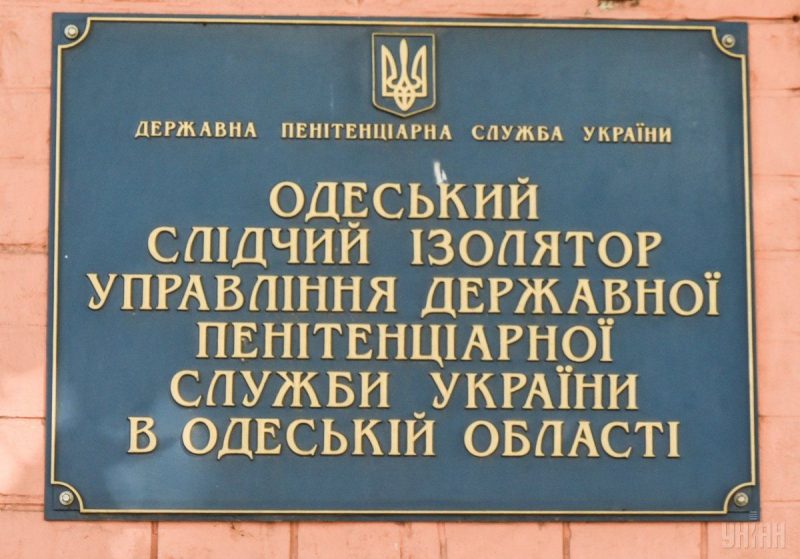 ДЕРЖАВНА ПЕНІТЕНЦІАРНА СЛУЖБА УКРАЇНИ
ОДЕСЬКИЙ
СЛІДЧИЙ ІЗОЛЯТОР
УПРАВЛІННЯ ДЕРЖАВНОЇ
ПЕНІТЕНЦІАРНОЇ
СЛУЖБИ УКРАЇНИ
В ОДЕСЬКІЙ ОБЛАСТІ
УНІАН